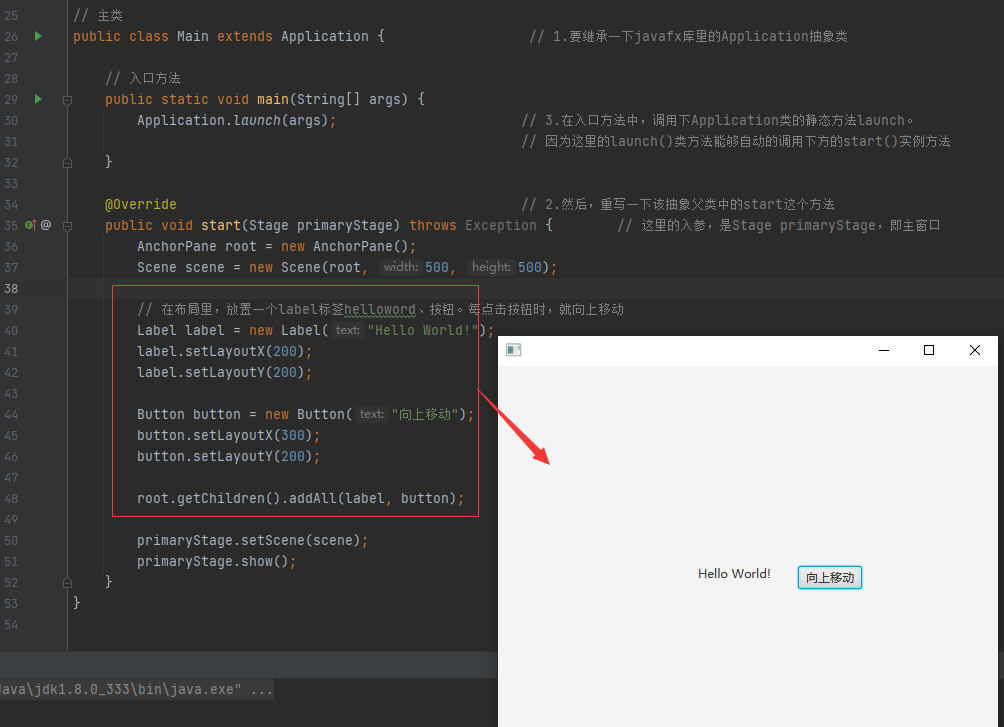 25 // 主类
26 public class Main extends Application { // 1.要继承一下javafx库里的Application抽象类
27
28 // 入口方法
29 public static void main(String[] args) {
30 Application.launch(args); // 3.在入口方法中，调用下Application类的静态方法launch。
31 // 因为这里的launch()类方法能够自动的调用下方的start()实例方法
32 }
33
34 @Override // 2.然后，重写一下该抽象父类中的start这个方法
35 @ public void start(Stage primaryStage) throws Exception { // 这里的入参，是Stage primaryStage，即主窗口
36 AnchorPane root = new AnchorPane();
37 Scene scene = new Scene(root, width: 500, height: 500);
38
39 // 在布局里，放置一个label标签helloword、按钮。每点击按钮时，就向上移动
40 Label label = new Label( text: "Hello World!");
41 label.setLayoutX(200);
42 label.setLayoutY(200);
43
44 Button button = new Button( text: "向上移动");
45 button.setLayoutX(300);
46 button.setLayoutY(200);
47
48 root.getChildren().addAll(label, button);
49
50 primaryStage.setScene(scene);
51 primaryStage.show();
52 }
53 }
54
Hello World! 向上移动
Java\jdk1.8.0_333\bin\java.exe" ...